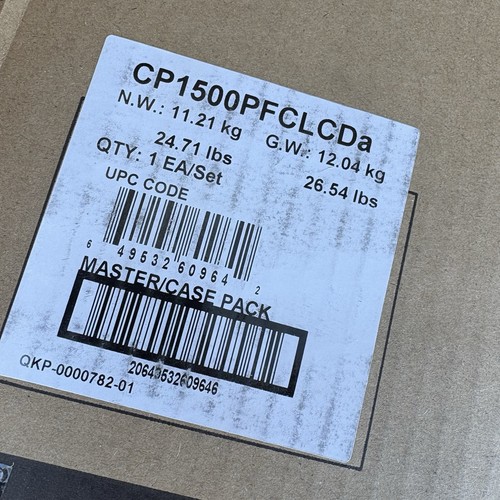 CP1500PFCLCDa
N.W.: 11.21 kg G.W.: 12.04 kg
24.71 lbs 26.54 lbs
QTY: 1 EA/Set
UPC CODE
6 49532 60964 2
MASTER/CASE PACK
20649532609646
QKP-0000782-01